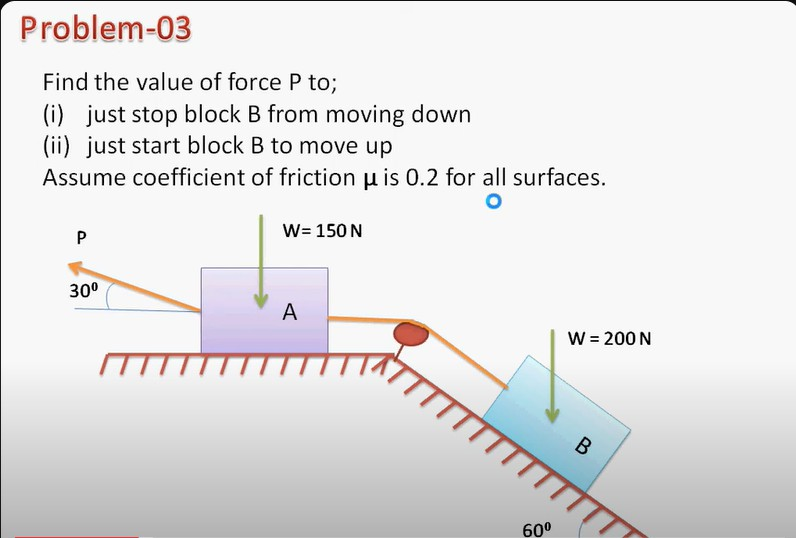 Problem-03
Find the value of force P to;
(i) just stop block B from moving down
(ii) just start block B to move up
Assume coefficient of friction μ is 0.2 for all surfaces.
P
W= 150 N
30⁰
A
W = 200 N
B
60⁰